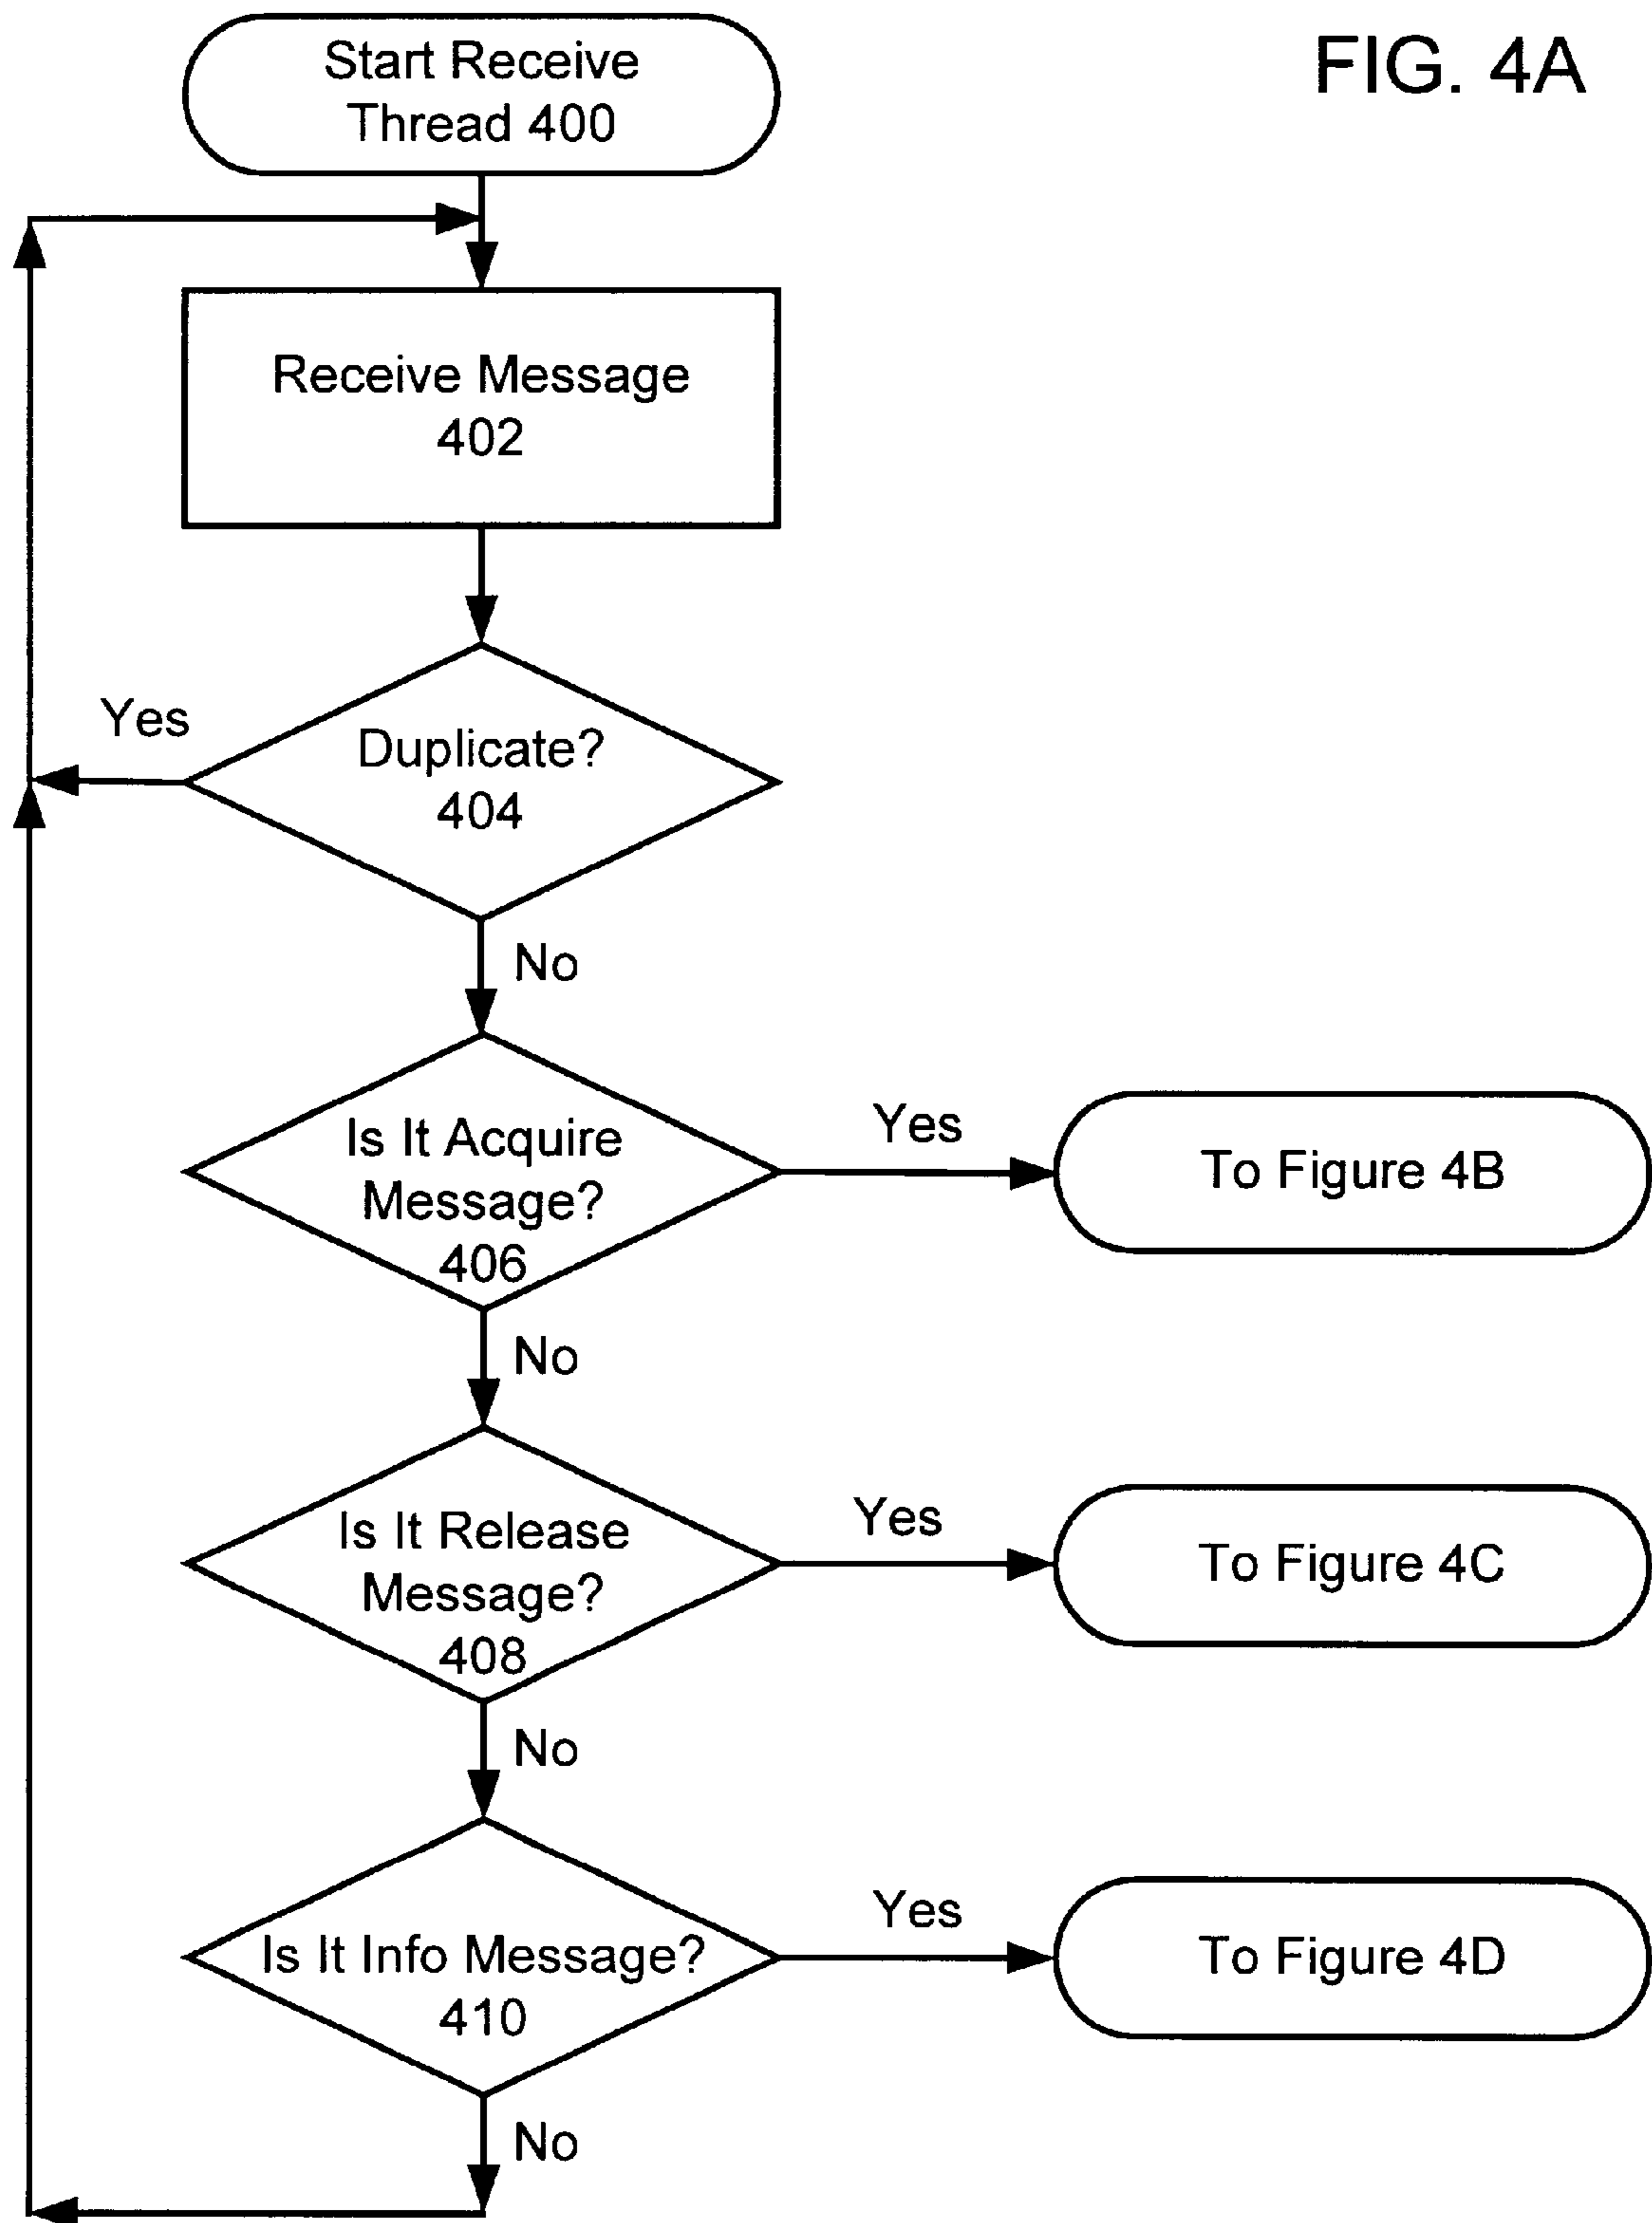 FIG. 4A
Start Receive
Thread 400
Receive Message
402
Yes
Duplicate?
404
No
Is It Acquire
Message?
406
Yes
To Figure 4B
No
Is It Release
Message?
408
Yes
To Figure 4C
No
Is It Info Message?
410
Yes
To Figure 4D
No